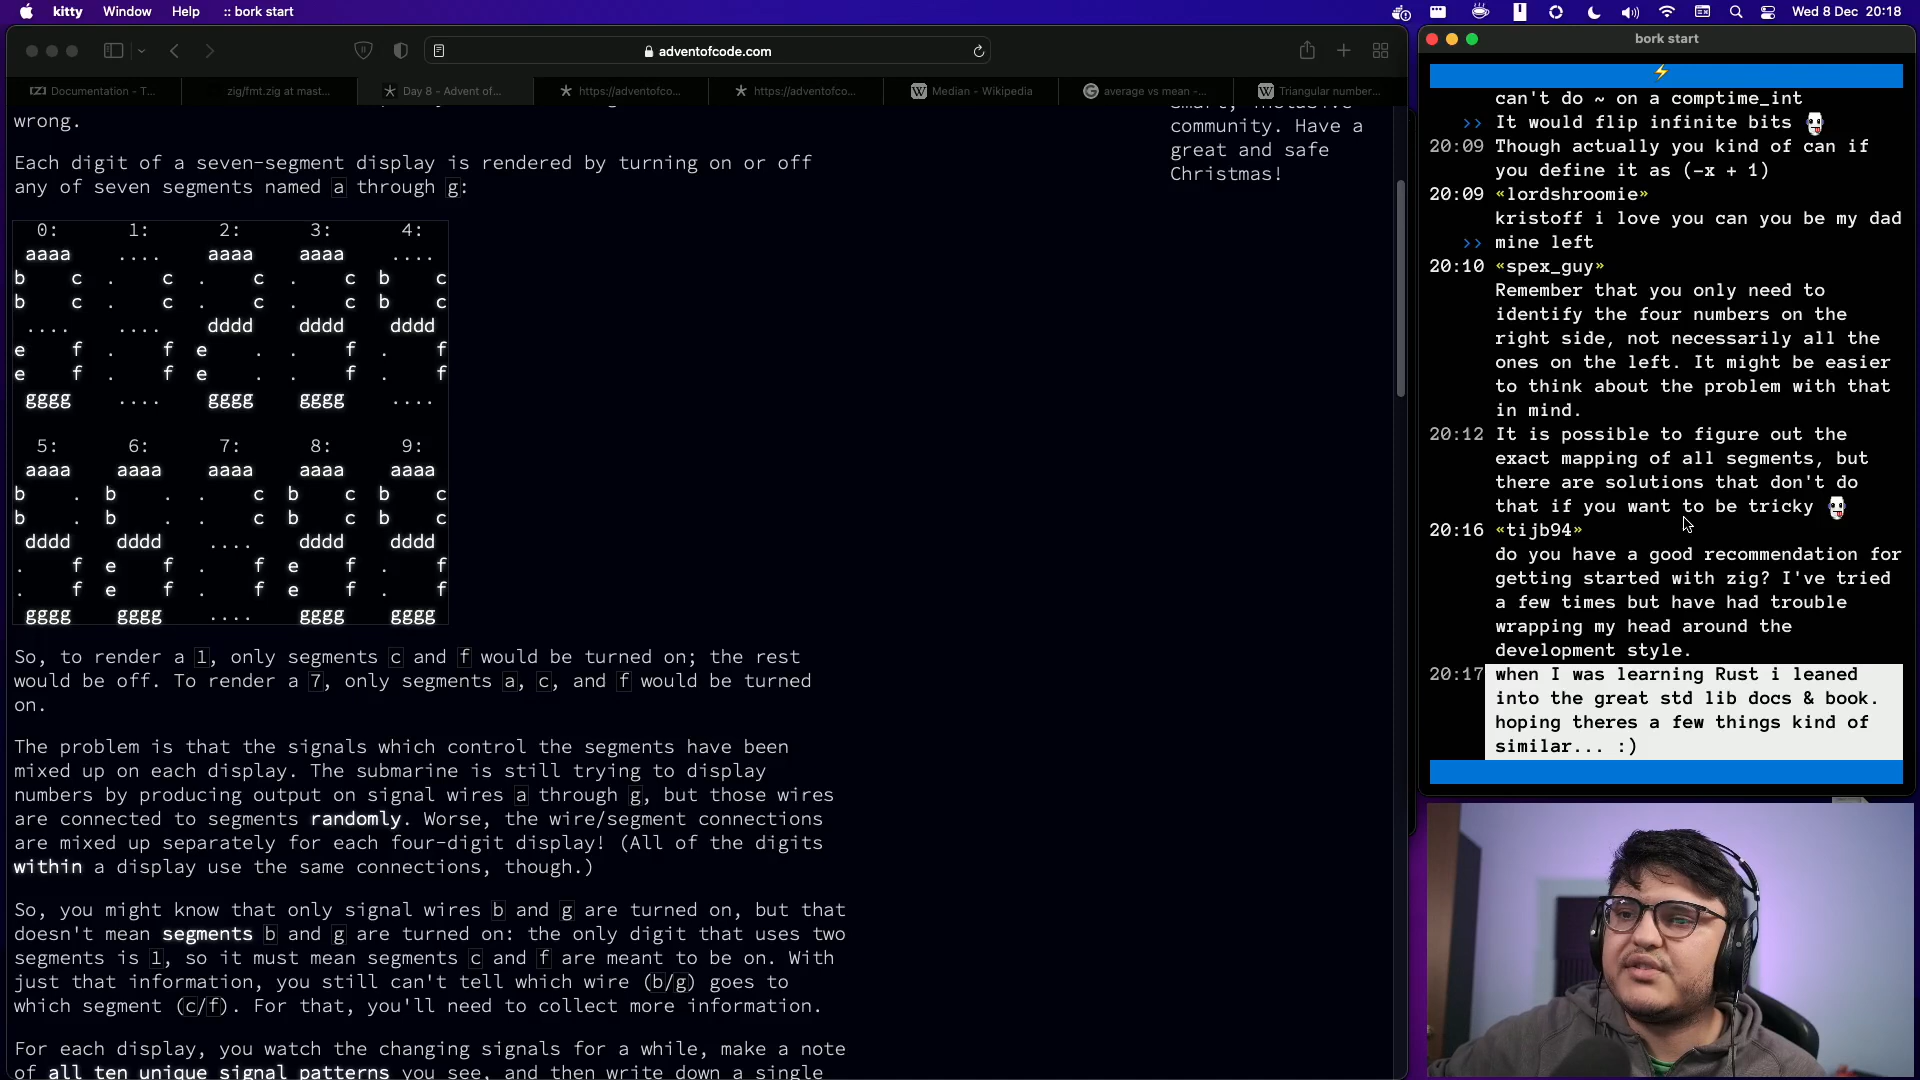 kitty Window Help :: bork start
Wed 8 Dec 20:18
adventofcode.com
Documentation - T...
zig/fmt.zig at mast...
Day 8 - Advent of...
https://adventofco...
https://adventofco...
Median - Wikipedia
average vs mean -...
Triangular number...
wrong.
Each digit of a seven-segment display is rendered by turning on or off
any of seven segments named a through g:
0: 1: 2: 3: 4:
aaaa .... aaaa aaaa ....
b c . c . c . c b c
b c . c . c . c b c
.... .... dddd dddd dddd
e f . f e . . f . f
e f . f e . . f . f
gggg .... gggg gggg ....
5: 6: 7: 8: 9:
aaaa aaaa aaaa aaaa aaaa
b . b . . c b c b c
b . b . . c b c b c
dddd dddd .... dddd dddd
. f e f . f e f . f
. f e f . f e f . f
gggg gggg .... gggg gggg
So, to render a 1, only segments c and f would be turned on; the rest
would be off. To render a 7, only segments a, c, and f would be turned
on.
The problem is that the signals which control the segments have been
mixed up on each display. The submarine is still trying to display
numbers by producing output on signal wires a through g, but those wires
are connected to segments randomly. Worse, the wire/segment connections
are mixed up separately for each four-digit display! (All of the digits
within a display use the same connections, though.)
So, you might know that only signal wires b and g are turned on, but that
doesn't mean segments b and g are turned on: the only digit that uses two
segments is 1, so it must mean segments c and f are meant to be on. With
just that information, you still can't tell which wire (b/g) goes to
which segment (c/f). For that, you'll need to collect more information.
For each display, you watch the changing signals for a while, make a note
of all ten unique signal patterns you see, and then write down a single
community. Have a
great and safe
Christmas!
bork start
can't do ~ on a comptime_int
>> It would flip infinite bits
20:09 Though actually you kind of can if
you define it as (-x + 1)
20:09 «lordshroomie»
kristoff i love you can you be my dad
>> mine left
20:10 «spex_guy»
Remember that you only need to
identify the four numbers on the
right side, not necessarily all the
ones on the left. It might be easier
to think about the problem with that
in mind.
20:12 It is possible to figure out the
exact mapping of all segments, but
there are solutions that don't do
that if you want to be tricky
20:16 «tijb94»
do you have a good recommendation for
getting started with zig? I've tried
a few times but have had trouble
wrapping my head around the
development style.
20:17 when I was learning Rust i leaned
into the great std lib docs & book.
hoping theres a few things kind of
similar... :)